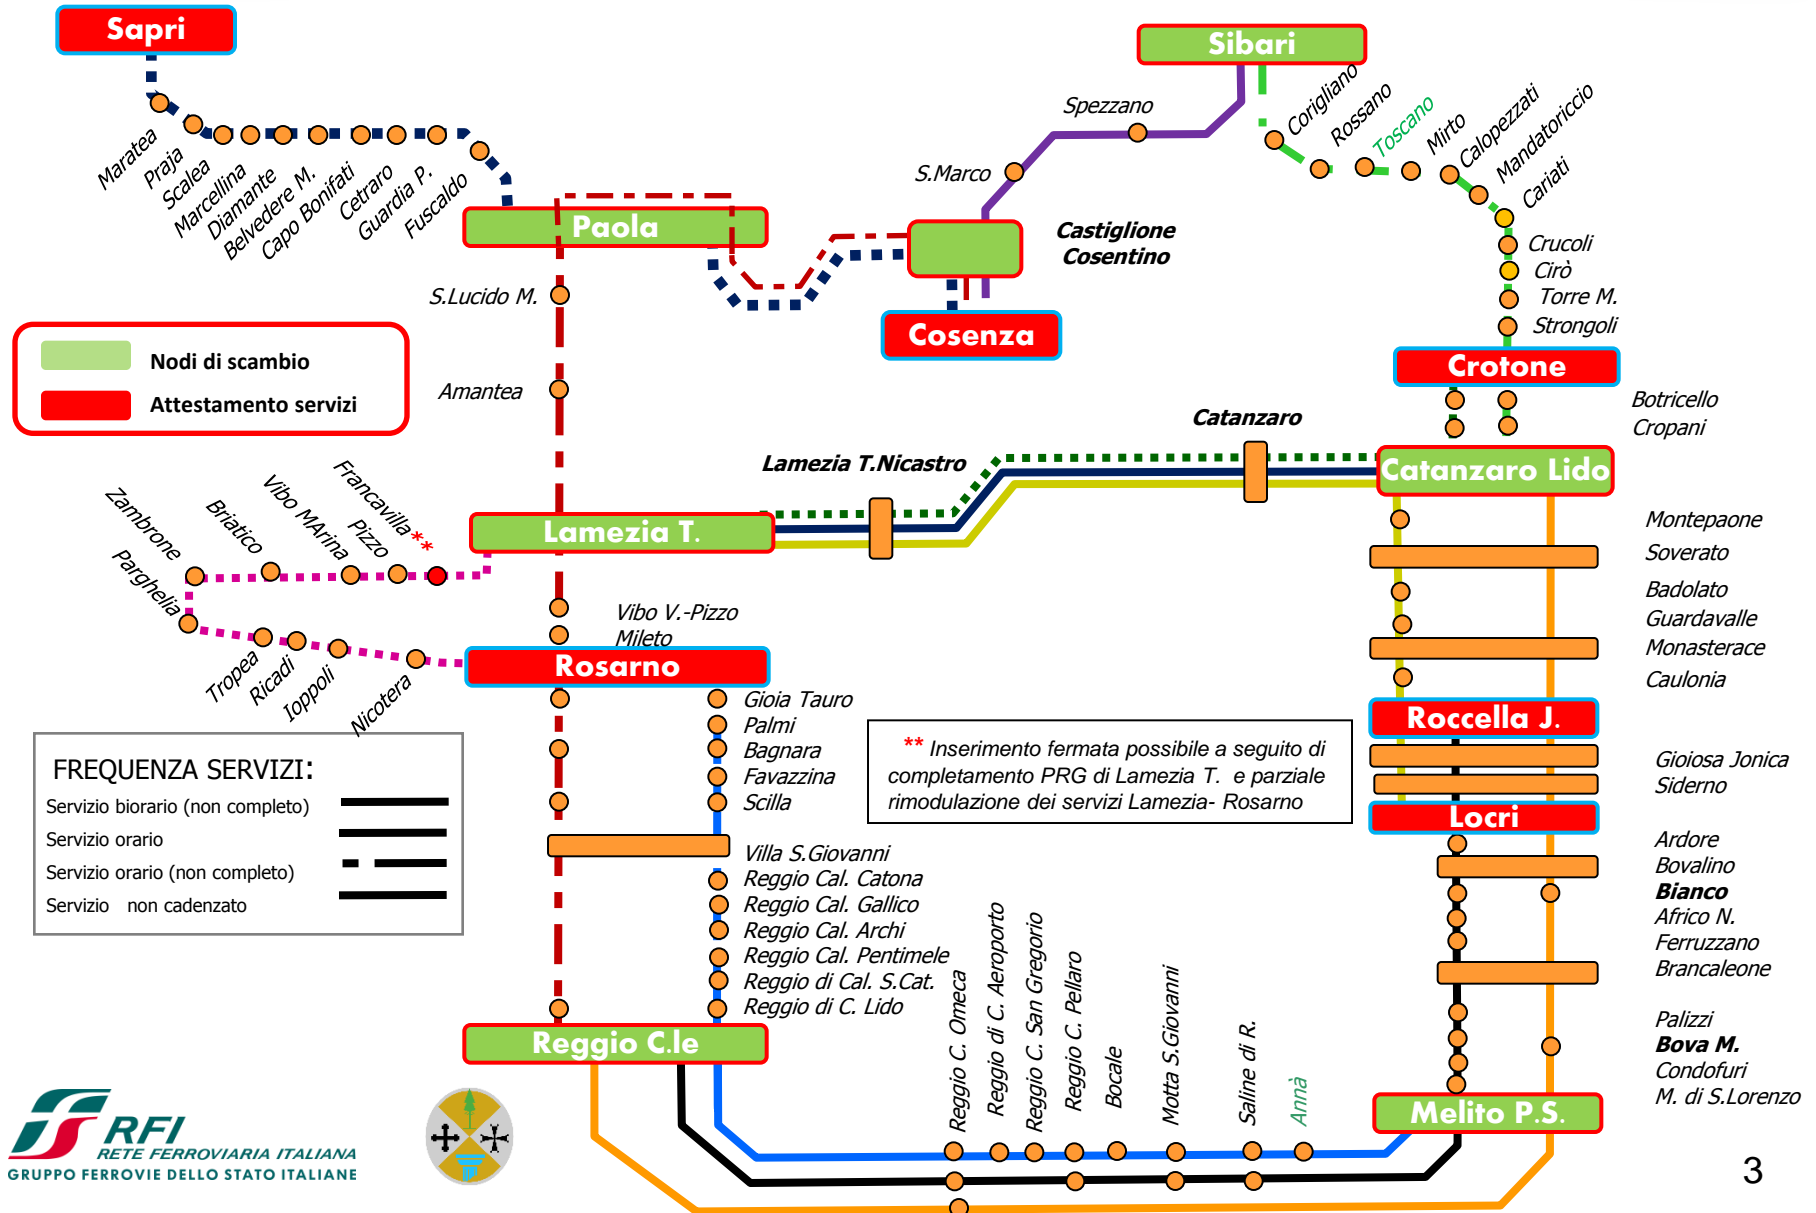 Sapri
Sibari
Maratea
Praja
Scalea
Marcellina
Diamante
Belvedere M.
Capo Bonifati
Cetraro
Guardia P.
Fuscaldo
Spezzano
S.Marco
Corigliano
Rossano
Toscano
Mirto
Calopezzati
Mandatoriccio
Cariati
Crucoli
Cirò
Torre M.
Strongoli
Paola
Castiglione
Cosentino
Cosenza
S.Lucido M.
Amantea
Nodi di scambio
Attestamento servizi
Crotone
Botricello
Cropani
Catanzaro
Lamezia T.Nicastro
Catanzaro Lido
Lamezia T.
Zambrone
Briatico
Vibo MArina
Pizzo
Francavilla**
Parghelia
Tropea
Ricadi
Ioppoli
Nicotera
Vibo V.-Pizzo
Mileto
Rosarno
Montepaone
Soverato
Badolato
Guardavalle
Monasterace
Caulonia
Roccella J.
Gioiosa Jonica
Siderno
Locri
Gioia Tauro
Palmi
Bagnara
Favazzina
Scilla
Villa S.Giovanni
Reggio Cal. Catona
Reggio Cal. Gallico
Reggio Cal. Archi
Reggio Cal. Pentimele
Reggio di Cal. S.Cat.
Reggio di C. Lido
** Inserimento fermata possibile a seguito di
completamento PRG di Lamezia T. e parziale
rimodulazione dei servizi Lamezia- Rosarno
FREQUENZA SERVIZI:
Servizio biorario (non completo)
Servizio orario
Servizio orario (non completo)
Servizio non cadenzato
Ardore
Bovalino
Bianco
Africo N.
Ferruzzano
Brancaleone
Palizzi
Bova M.
Condofuri
M. di S.Lorenzo
Reggio C.le
Reggio C. Omeca
Reggio di C. Aeroporto
Reggio C. San Gregorio
Reggio C. Pellaro
Bocale
Motta S.Giovanni
Saline di R.
Annà
Melito P.S.
RFI
RETE FERROVIARIA ITALIANA
GRUPPO FERROVIE DELLO STATO ITALIANE
3